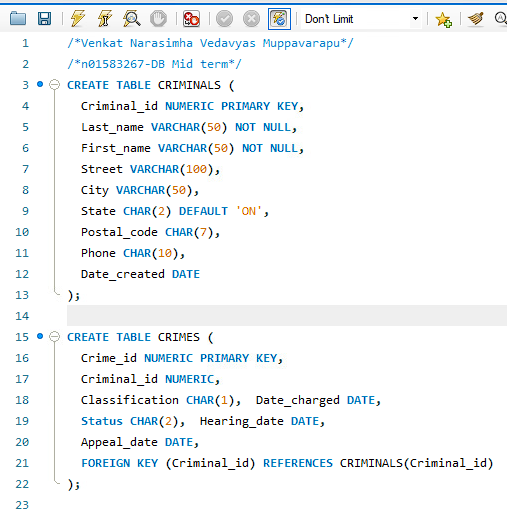 Don't Limit
1 /*Venkat Narasimha Vedavyas Muppavarapu*/
2 /*n01583267-DB Mid term*/
3 CREATE TABLE CRIMINALS (
4 Criminal_id NUMERIC PRIMARY KEY,
5 Last_name VARCHAR(50) NOT NULL,
6 First_name VARCHAR(50) NOT NULL,
7 Street VARCHAR(100),
8 City VARCHAR(50),
9 State CHAR(2) DEFAULT 'ON',
10 Postal_code CHAR(7),
11 Phone CHAR(10),
12 Date_created DATE
13 );
14
15 CREATE TABLE CRIMES (
16 Crime_id NUMERIC PRIMARY KEY,
17 Criminal_id NUMERIC,
18 Classification CHAR(1),  Date_charged DATE,
19 Status CHAR(2),  Hearing_date DATE,
20 Appeal_date DATE,
21 FOREIGN KEY (Criminal_id) REFERENCES CRIMINALS(Criminal_id)
22 );
23